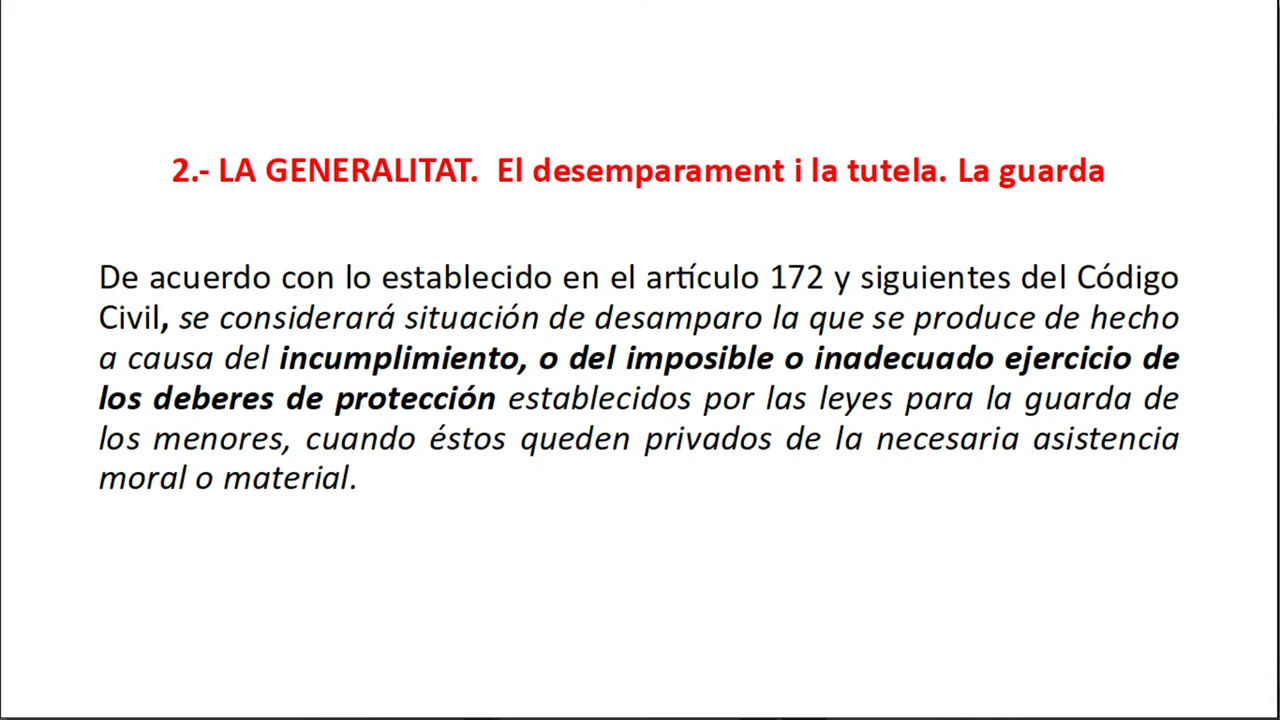 2.- LA GENERALITAT.  El desemparament i la tutela. La guarda
De acuerdo con lo establecido en el artículo 172 y siguientes del Código
Civil, se considerará situación de desamparo la que se produce de hecho
a causa del incumplimiento, o del imposible o inadecuado ejercicio de
los deberes de protección establecidos por las leyes para la guarda de
los menores, cuando éstos queden privados de la necesaria asistencia
moral o material.